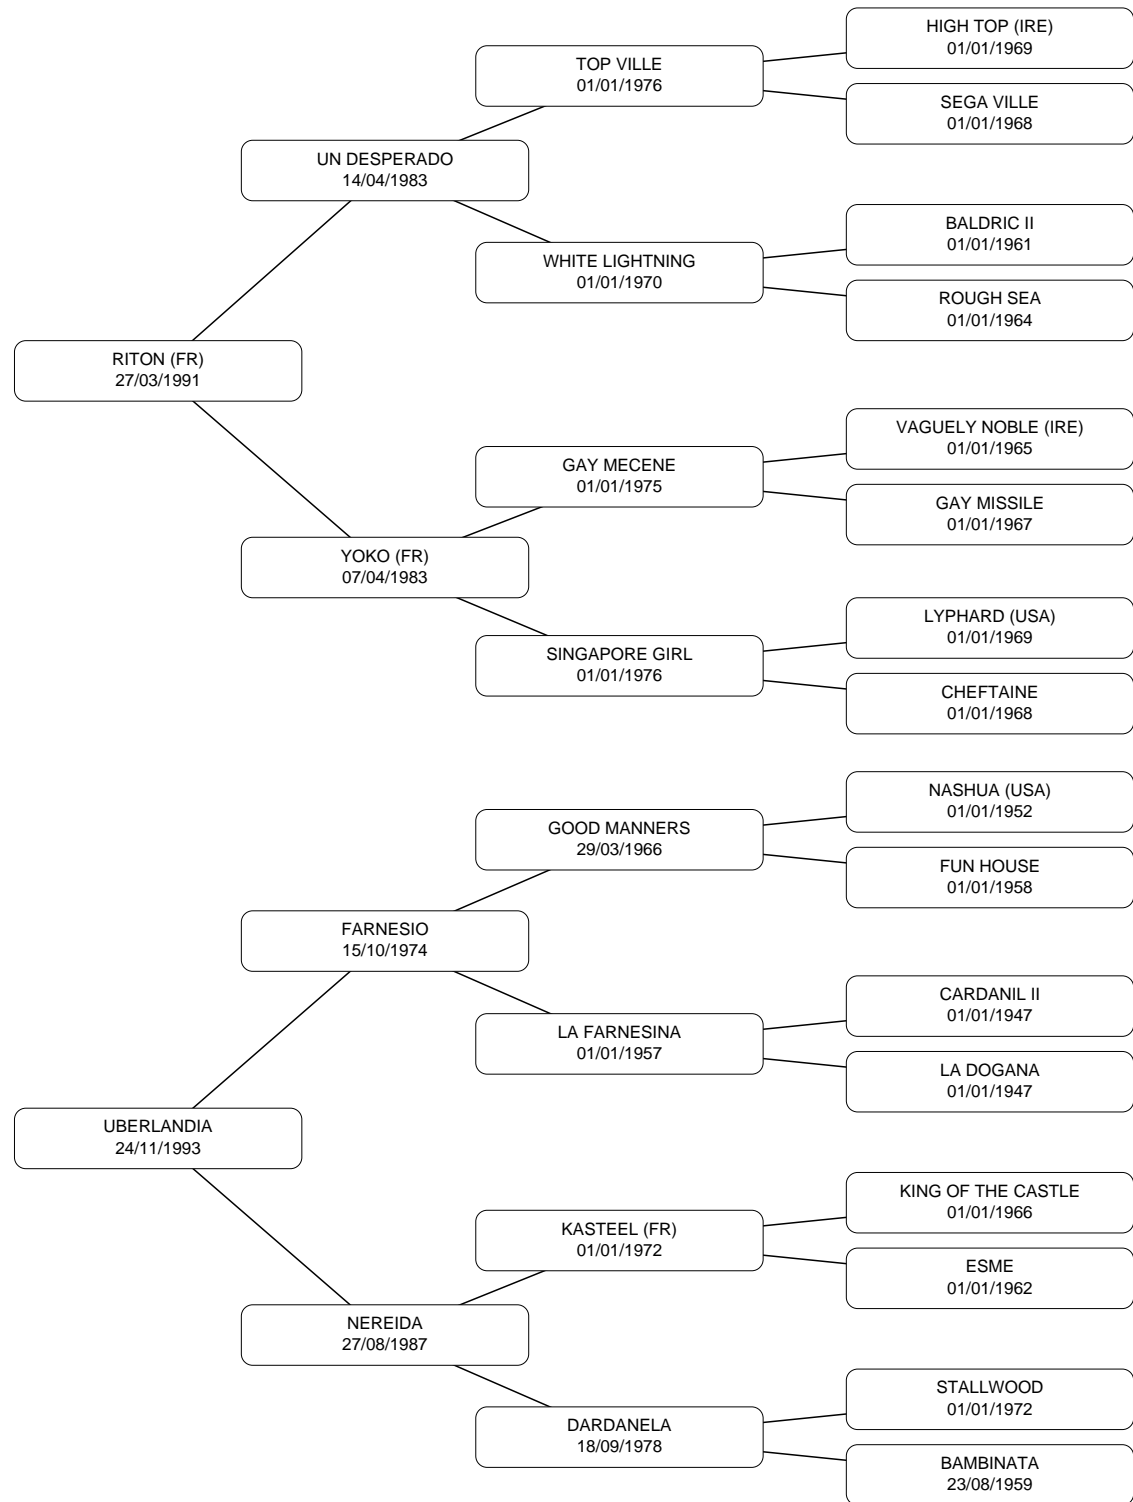 HIGH TOP (IRE)
01/01/1969
TOP VILLE
01/01/1976
SEGA VILLE
01/01/1968
UN DESPERADO
14/04/1983
BALDRIC II
01/01/1961
WHITE LIGHTNING
01/01/1970
ROUGH SEA
01/01/1964
RITON (FR)
27/03/1991
VAGUELY NOBLE (IRE)
01/01/1965
GAY MECENE
01/01/1975
GAY MISSILE
01/01/1967
YOKO (FR)
07/04/1983
LYPHARD (USA)
01/01/1969
SINGAPORE GIRL
01/01/1976
CHEFTAINE
01/01/1968
NASHUA (USA)
01/01/1952
GOOD MANNERS
29/03/1966
FUN HOUSE
01/01/1958
FARNESIO
15/10/1974
CARDANIL II
01/01/1947
LA FARNESINA
01/01/1957
LA DOGANA
01/01/1947
UBERLANDIA
24/11/1993
KING OF THE CASTLE
01/01/1966
KASTEEL (FR)
01/01/1972
ESME
01/01/1962
NEREIDA
27/08/1987
STALLWOOD
01/01/1972
DARDANELA
18/09/1978
BAMBINATA
23/08/1959